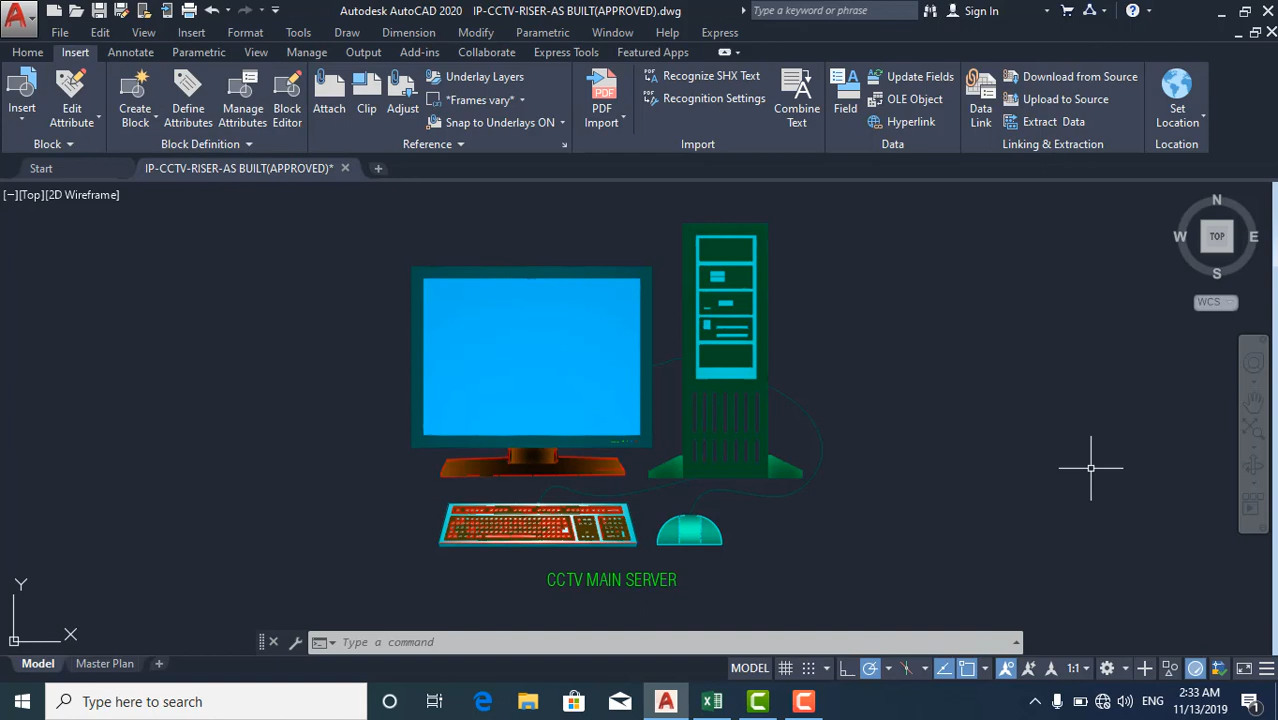 Autodesk AutoCAD 2020 IP-CCTV-RISER-AS BUILT(APPROVED).dwg
Type a keyword or phrase
Sign In
File Edit View Insert Format Tools Draw Dimension Modify Parametric Window Help Express
Home Insert Annotate Parametric View Manage Output Add-ins Collaborate Express Tools Featured Apps
Insert
Edit
Attribute
Block
Create
Block
Define
Attributes
Manage
Attributes
Block
Editor
Block Definition
Attach
Clip
Adjust
Underlay Layers
*Frames vary*
Snap to Underlays ON
Reference
PDF
Import
Recognize SHX Text
Recognition Settings
Combine
Text
Import
Field
Update Fields
OLE Object
Hyperlink
Data
Data
Link
Download from Source
Upload to Source
Extract Data
Linking & Extraction
Set
Location
Location
Start
IP-CCTV-RISER-AS BUILT(APPROVED)*
[−][Top][2D Wireframe]
N
W TOP E
S
WCS
CCTV MAIN SERVER
Y
X
Type a command
Model Master Plan
MODEL
1:1
Type here to search
ENG
2:33 AM
11/13/2019
1